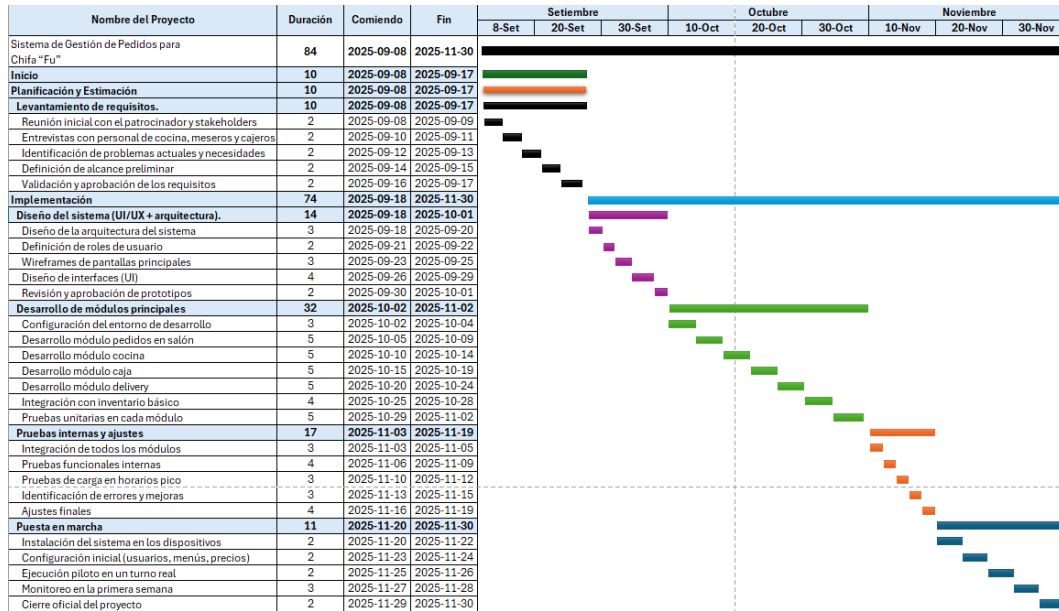 Nombre del Proyecto Duración Comiendo Fin Setiembre Octubre Noviembre
8-Set 20-Set 30-Set 10-Oct 20-Oct 30-Oct 10-Nov 20-Nov 30-Nov
Sistema de Gestión de Pedidos para
Chifa “Fu” 84 2025-09-08 2025-11-30
Inicio 10 2025-09-08 2025-09-17
Planificación y Estimación 10 2025-09-08 2025-09-17
Levantamiento de requisitos. 10 2025-09-08 2025-09-17
Reunión inicial con el patrocinador y stakeholders 2 2025-09-08 2025-09-09
Entrevistas con personal de cocina, meseros y cajeros 2 2025-09-10 2025-09-11
Identificación de problemas actuales y necesidades 2 2025-09-12 2025-09-13
Definición de alcance preliminar 2 2025-09-14 2025-09-15
Validación y aprobación de los requisitos 2 2025-09-16 2025-09-17
Implementación 74 2025-09-18 2025-11-30
Diseño del sistema (UI/UX + arquitectura). 14 2025-09-18 2025-10-01
Diseño de la arquitectura del sistema 3 2025-09-18 2025-09-20
Definición de roles de usuario 2 2025-09-21 2025-09-22
Wireframes de pantallas principales 3 2025-09-23 2025-09-25
Diseño de interfaces (UI) 4 2025-09-26 2025-09-29
Revisión y aprobación de prototipos 2 2025-09-30 2025-10-01
Desarrollo de módulos principales 32 2025-10-02 2025-11-02
Configuración del entorno de desarrollo 3 2025-10-02 2025-10-04
Desarrollo módulo pedidos en salón 5 2025-10-05 2025-10-09
Desarrollo módulo cocina 5 2025-10-10 2025-10-14
Desarrollo módulo caja 5 2025-10-15 2025-10-19
Desarrollo módulo delivery 5 2025-10-20 2025-10-24
Integración con inventario básico 4 2025-10-25 2025-10-28
Pruebas unitarias en cada módulo 5 2025-10-29 2025-11-02
Pruebas internas y ajustes 17 2025-11-03 2025-11-19
Integración de todos los módulos 3 2025-11-03 2025-11-05
Pruebas funcionales internas 4 2025-11-06 2025-11-09
Pruebas de carga en horarios pico 3 2025-11-10 2025-11-12
Identificación de errores y mejoras 3 2025-11-13 2025-11-15
Ajustes finales 4 2025-11-16 2025-11-19
Puesta en marcha 11 2025-11-20 2025-11-30
Instalación del sistema en los dispositivos 2 2025-11-20 2025-11-22
Configuración inicial (usuarios, menús, precios) 2 2025-11-23 2025-11-24
Ejecución piloto en un turno real 2 2025-11-25 2025-11-26
Monitoreo en la primera semana 3 2025-11-27 2025-11-28
Cierre oficial del proyecto 2 2025-11-29 2025-11-30